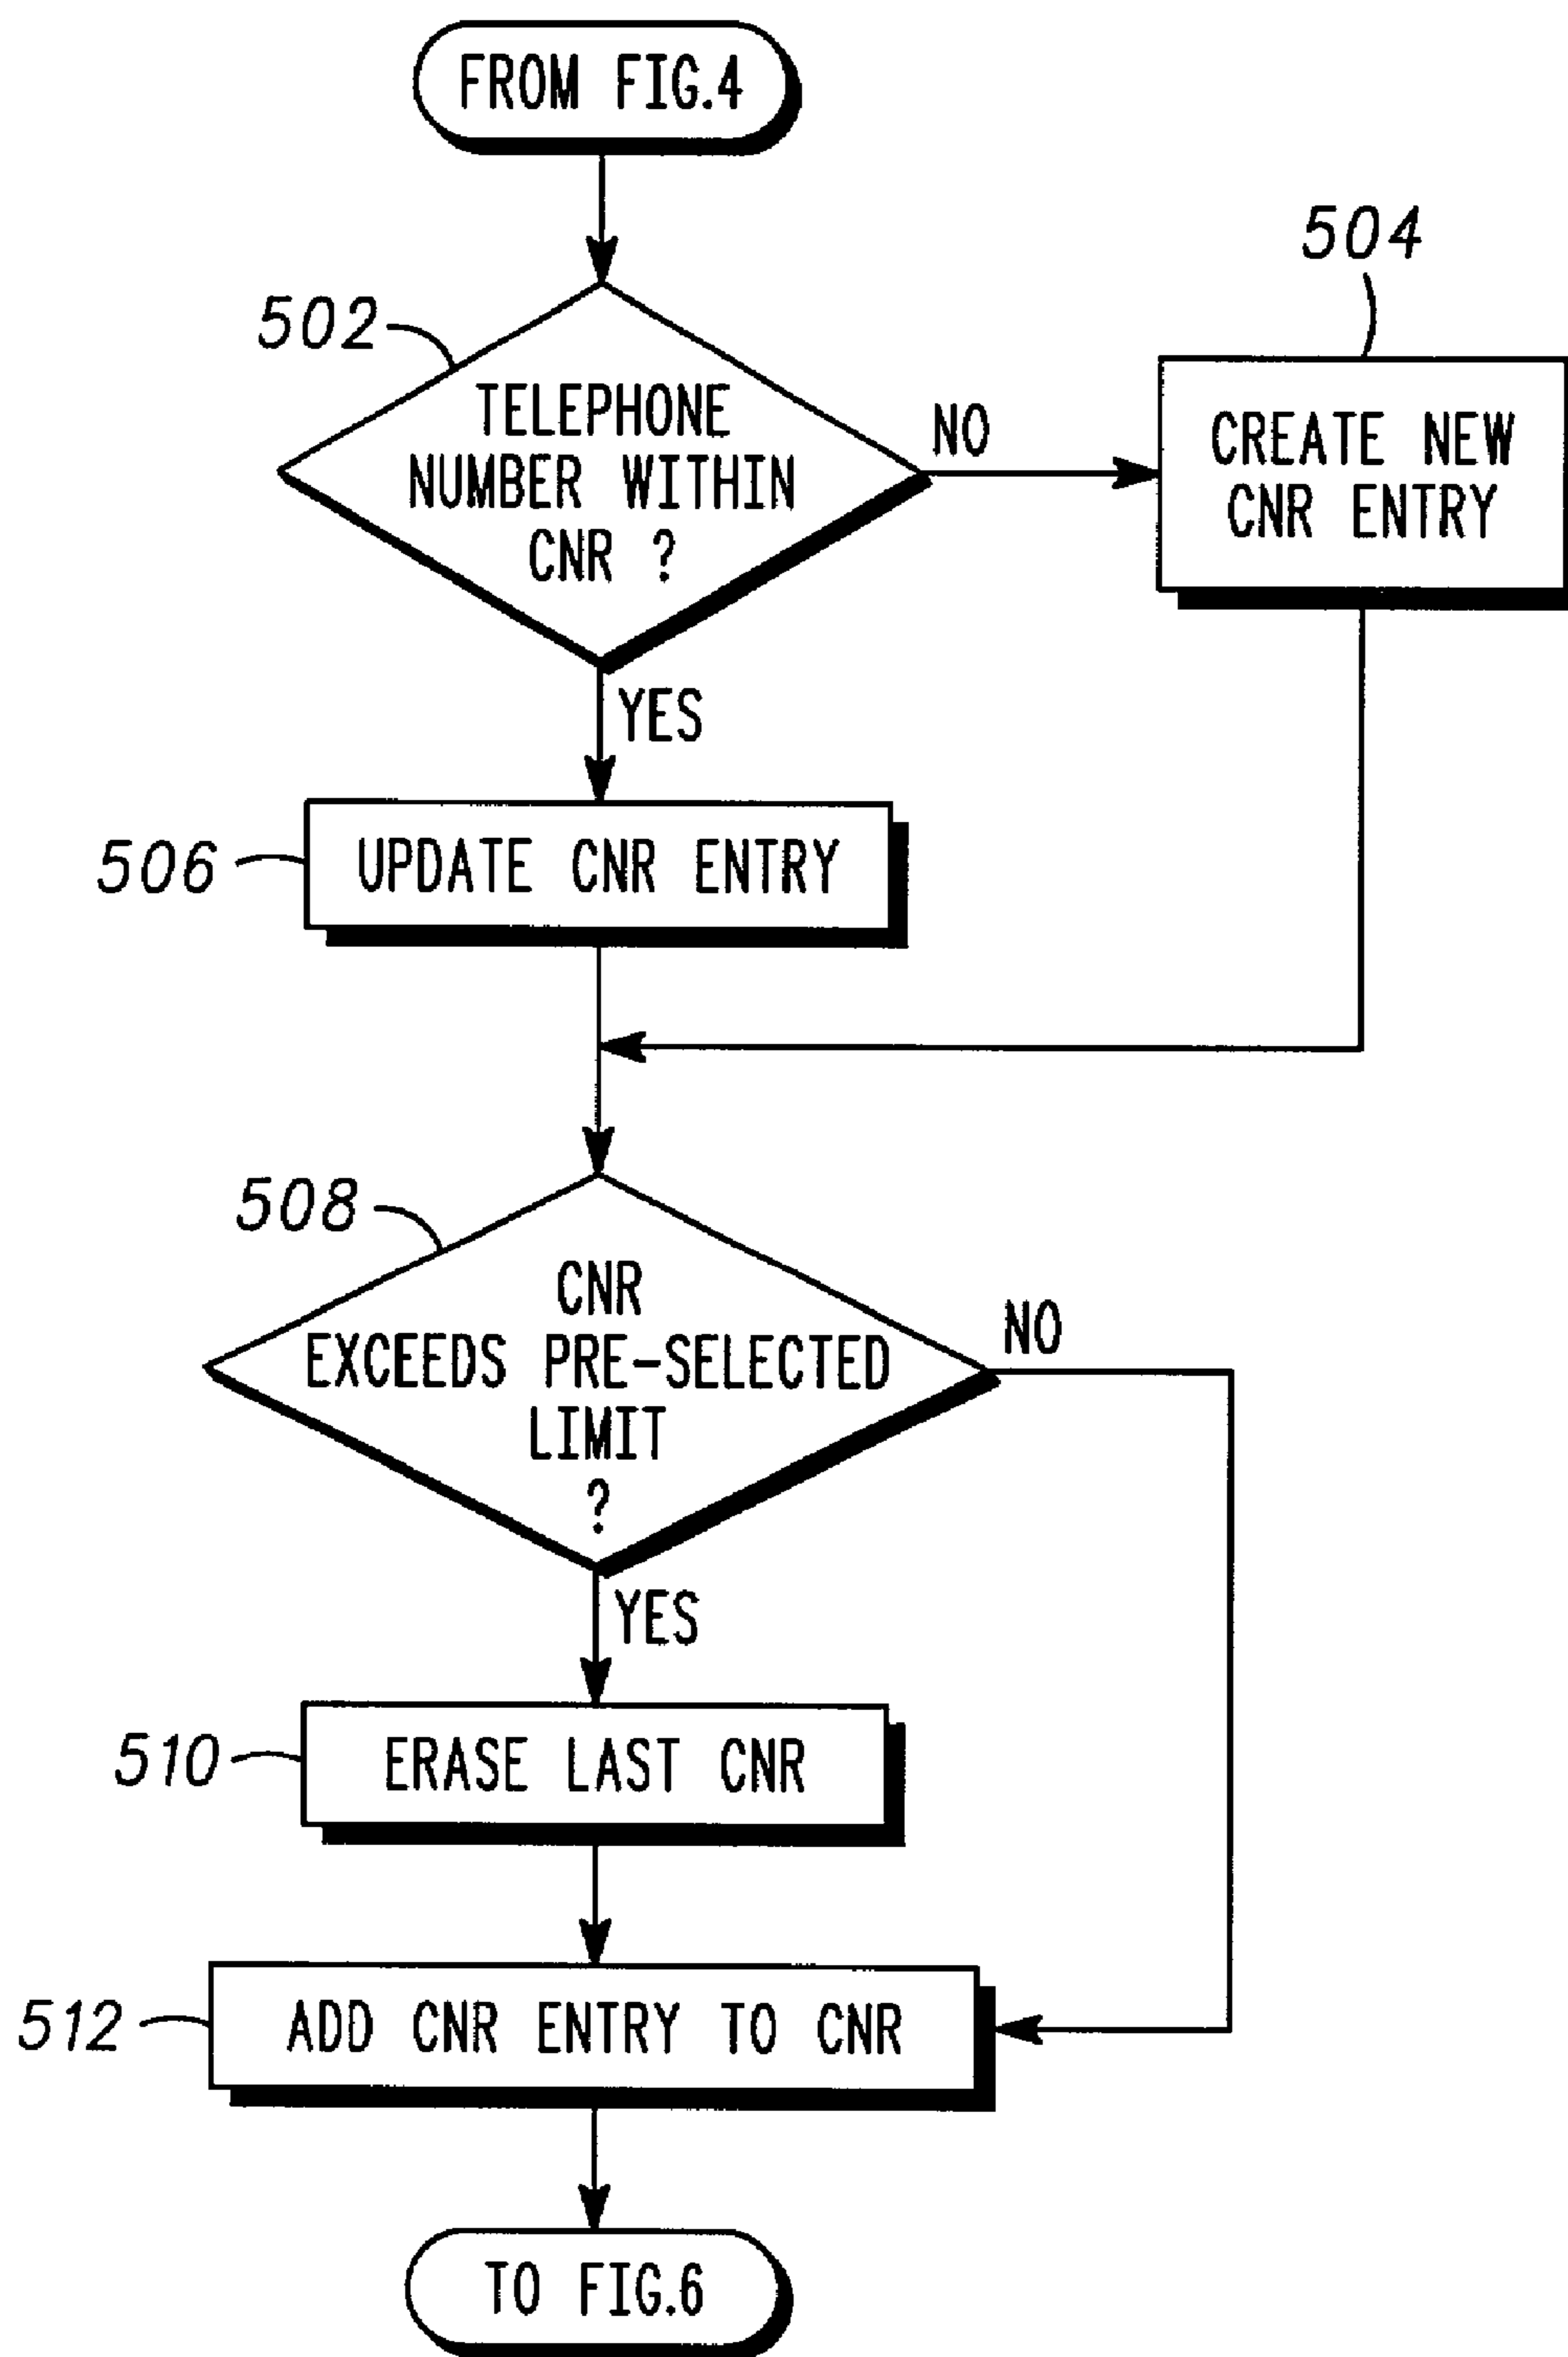 FROM FIG.4
504
502
TELEPHONE
NUMBER WITHIN
CNR ?
NO
CREATE NEW
CNR ENTRY
YES
506
UPDATE CNR ENTRY
508
CNR
EXCEEDS PRE-SELECTED
LIMIT
?
NO
YES
510
ERASE LAST CNR
512
ADD CNR ENTRY TO CNR
TO FIG.6